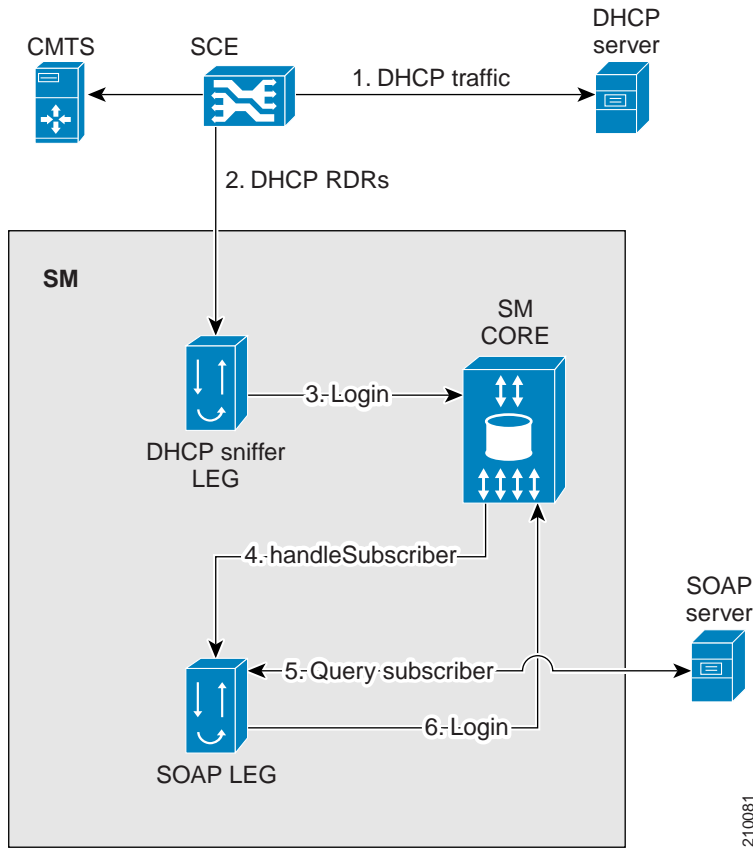 DHCP
server
CMTS
SCE
1. DHCP traffic
2. DHCP RDRs
SM
SM
CORE
3. Login
DHCP sniffer
LEG
4. handleSubscriber
SOAP
server
5. Query subscriber
6. Login
SOAP LEG
210081